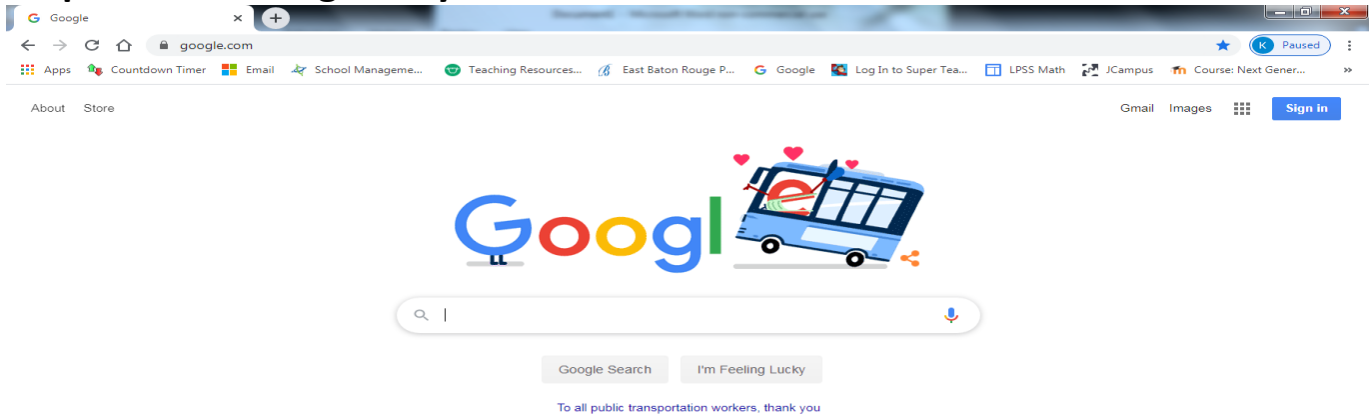 Google
K Paused
google.com
Apps Countdown Timer Email School Manageme... Teaching Resources... East Baton Rouge P... Google Log In to Super Tea... LPSS Math JCampus Course: Next Gener... »
About Store Gmail Images Sign in
Google
Google Search I'm Feeling Lucky
To all public transportation workers, thank you